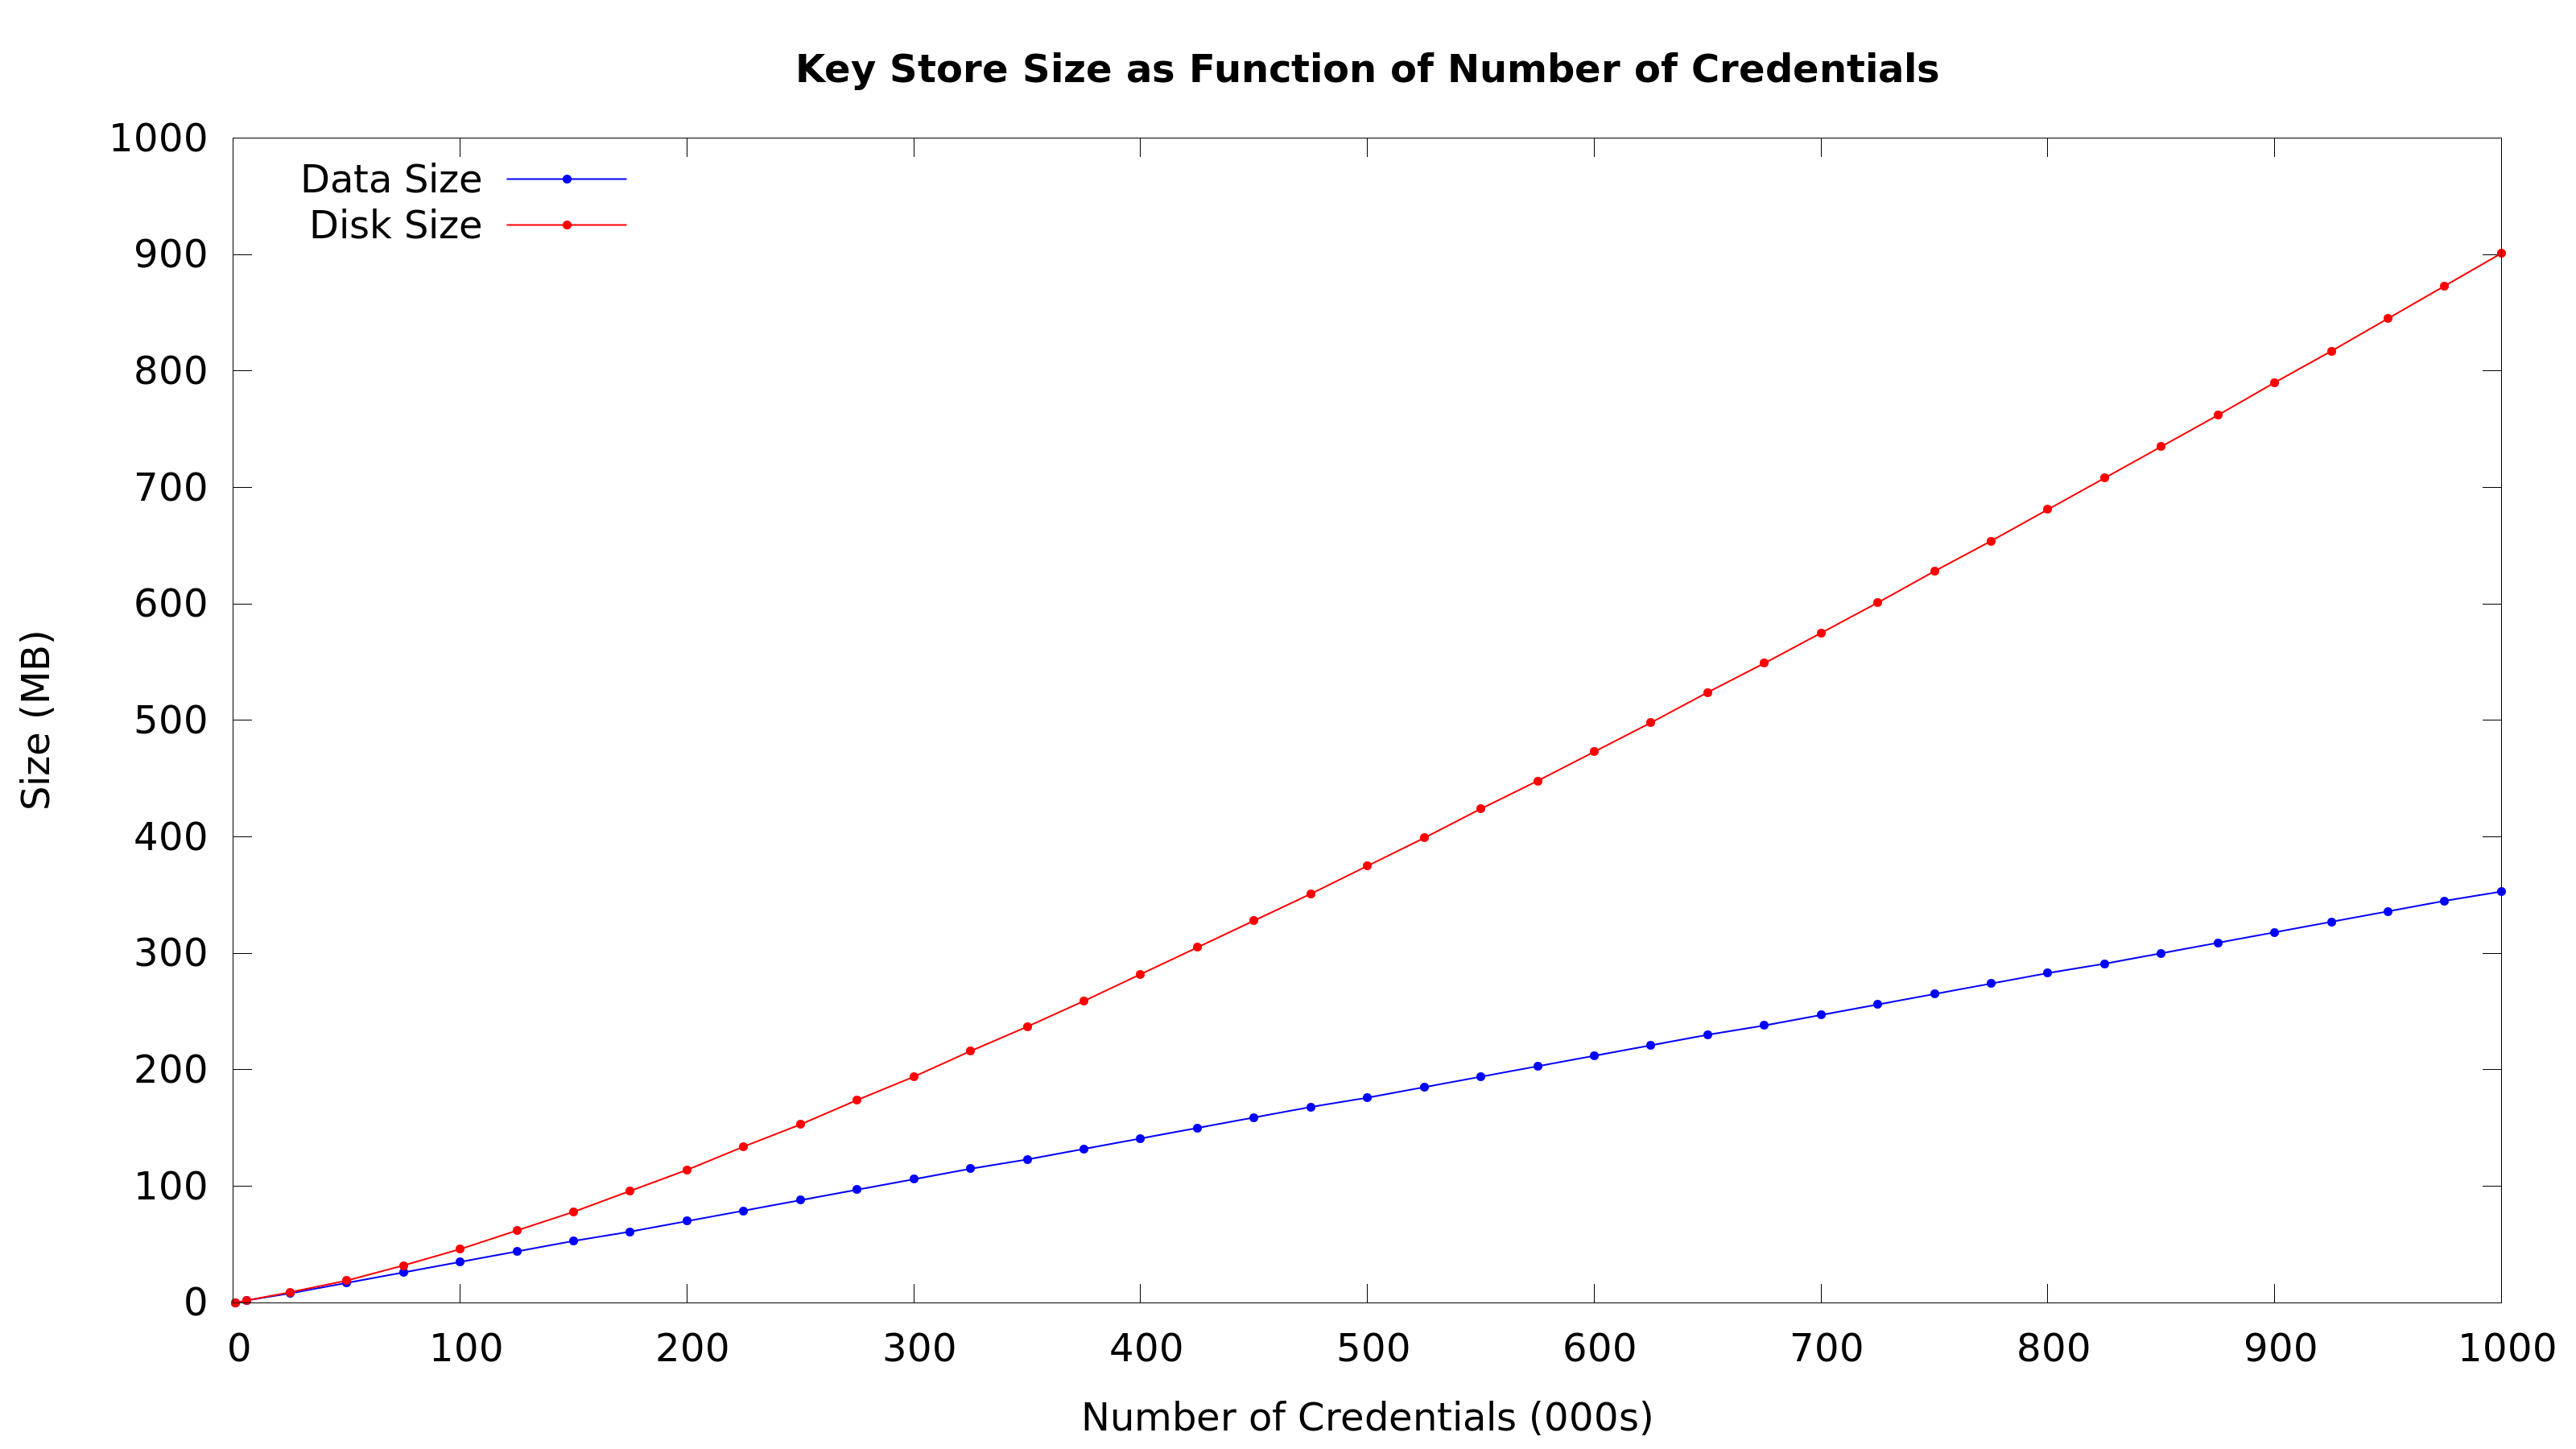 Key Store Size as Function of Number of Credentials
1000
900
800
700
600
500
400
300
200
100
0
Data Size
Disk Size
Size (MB)
0 100 200 300 400 500 600 700 800 900 1000
Number of Credentials (000s)